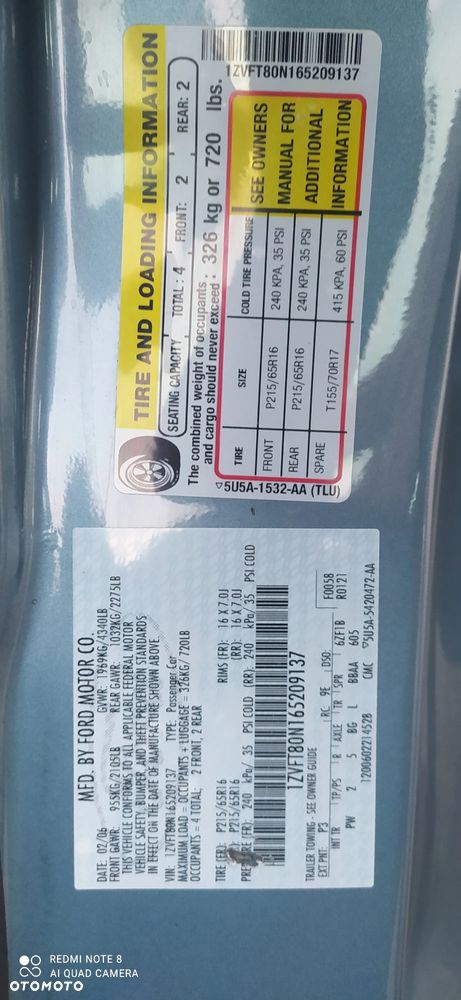 MFD. BY FORD MOTOR CO.
DATE: 02/06 GVWR: 1969KG/4340LB
FRONT GAWR: 955KG/2105LB REAR GAWR: 1032KG/2275LB
THIS VEHICLE CONFORMS TO ALL APPLICABLE FEDERAL MOTOR
VEHICLE SAFETY, BUMPER, AND THEFT PREVENTION STANDARDS
IN EFFECT ON THE DATE OF MANUFACTURE SHOWN ABOVE.
VIN: 1ZVFT80N165209137 TYPE: Passenger Car
MAXIMUM LOAD = OCCUPANTS + LUGGAGE = 326KG/720LB
OCCUPANTS = 4 TOTAL; 2 FRONT, 2 REAR
TIRE (FR): P215/65R16 RIMS (FR): 16 X 7.0J
P215/65R16 (RR): 16 X 7.0J
(FR): 240 kPa/ 35 PSI COLD (RR): 240 kPa/ 35 PSI COLD
1ZVFT80N165209137
TRAILER TOWING - SEE OWNER GUIDE
F0058
R0121
EXT PNT: P3 RC: 9E DSO:
INT TR TP/PS R AXLE TR SPR 6ZF1B
PW 2 5 BG L BBAA 605
1200602214528 CMC ▽5U5A-5420472-AA
TIRE AND LOADING INFORMATION
SEATING CAPACITY TOTAL: 4 FRONT: 2 REAR: 2
The combined weight of occupants
and cargo should never exceed : 326 kg or 720 lbs.
1ZVFT80N165209137
TIRE SIZE COLD TIRE PRESSURE SEE OWNERS
FRONT P215/65R16 240 KPA, 35 PSI MANUAL FOR
REAR P215/65R16 240 KPA, 35 PSI ADDITIONAL
SPARE T155/70R17 415 KPA, 60 PSI INFORMATION
▽5U5A-1532-AA (TLU)
REDMI NOTE 8
AI QUAD CAMERA
OTOMOTO